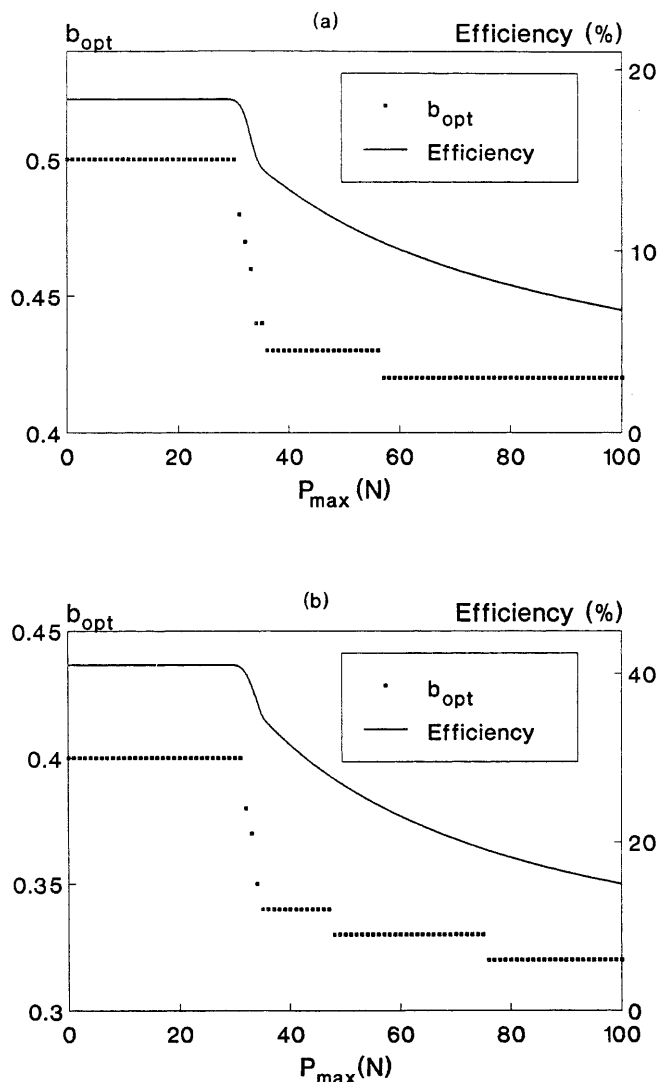 (a)
b_opt Efficiency (%)
20
b_opt
Efficiency
0.5
10
0.45
0.4 0
0 20 40 60 80 100
P_max (N)
(b)
b_opt Efficiency (%)
0.45
b_opt
40
Efficiency
0.4
20
0.35
0.3 0
0 20 40 60 80 100
P_max (N)